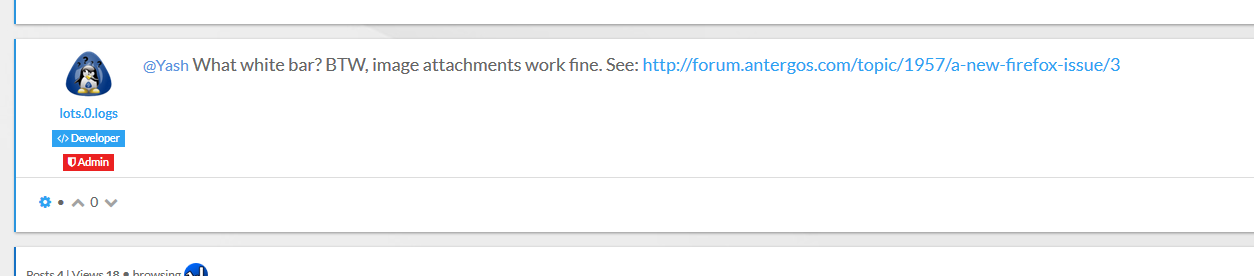 @Yash What white bar? BTW, image attachments work fine. See: http://forum.antergos.com/topic/1957/a-new-firefox-issue/3
lots.0.logs
</> Developer
Admin
• 0
Posts 4 | Views 18 • browsing